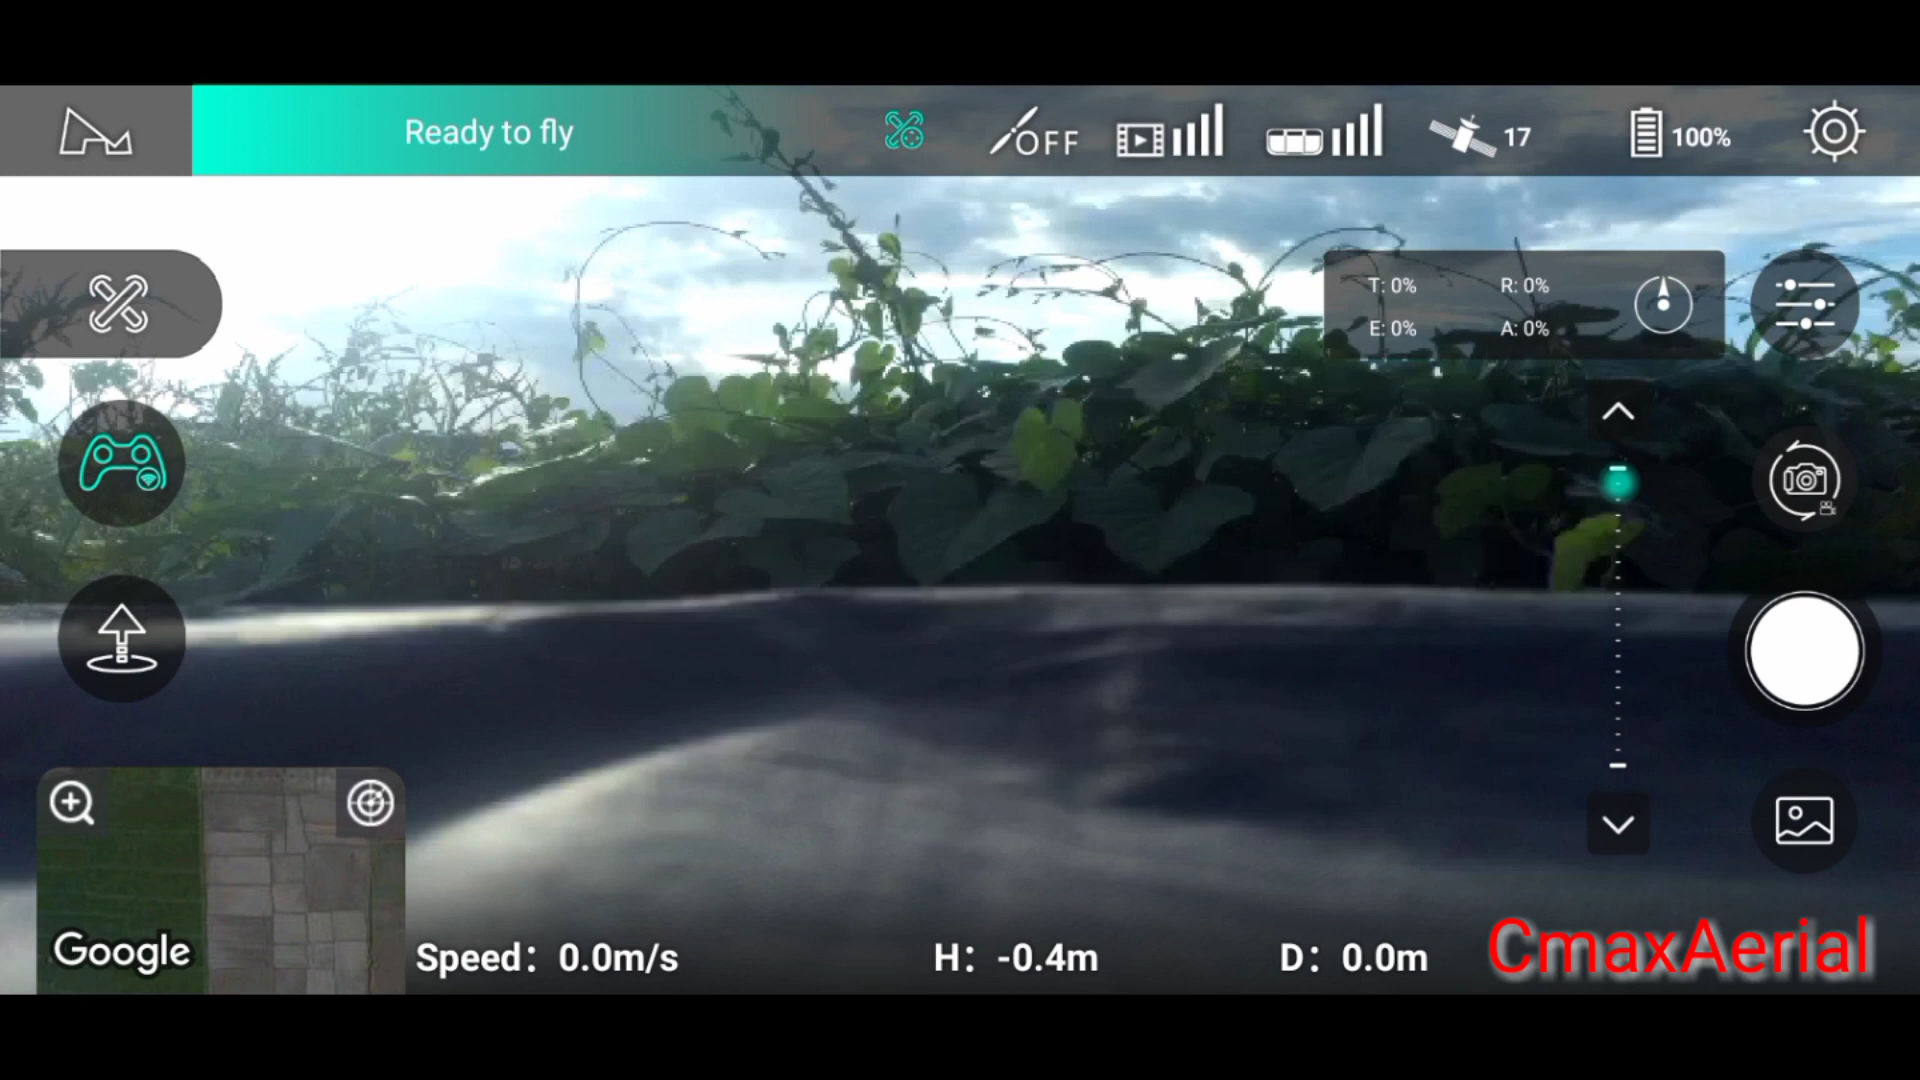 Ready to fly
OFF
17
100%
T: 0%
R: 0%
E: 0%
A: 0%
Google
Speed: 0.0m/s
H: -0.4m
D: 0.0m
CmaxAerial